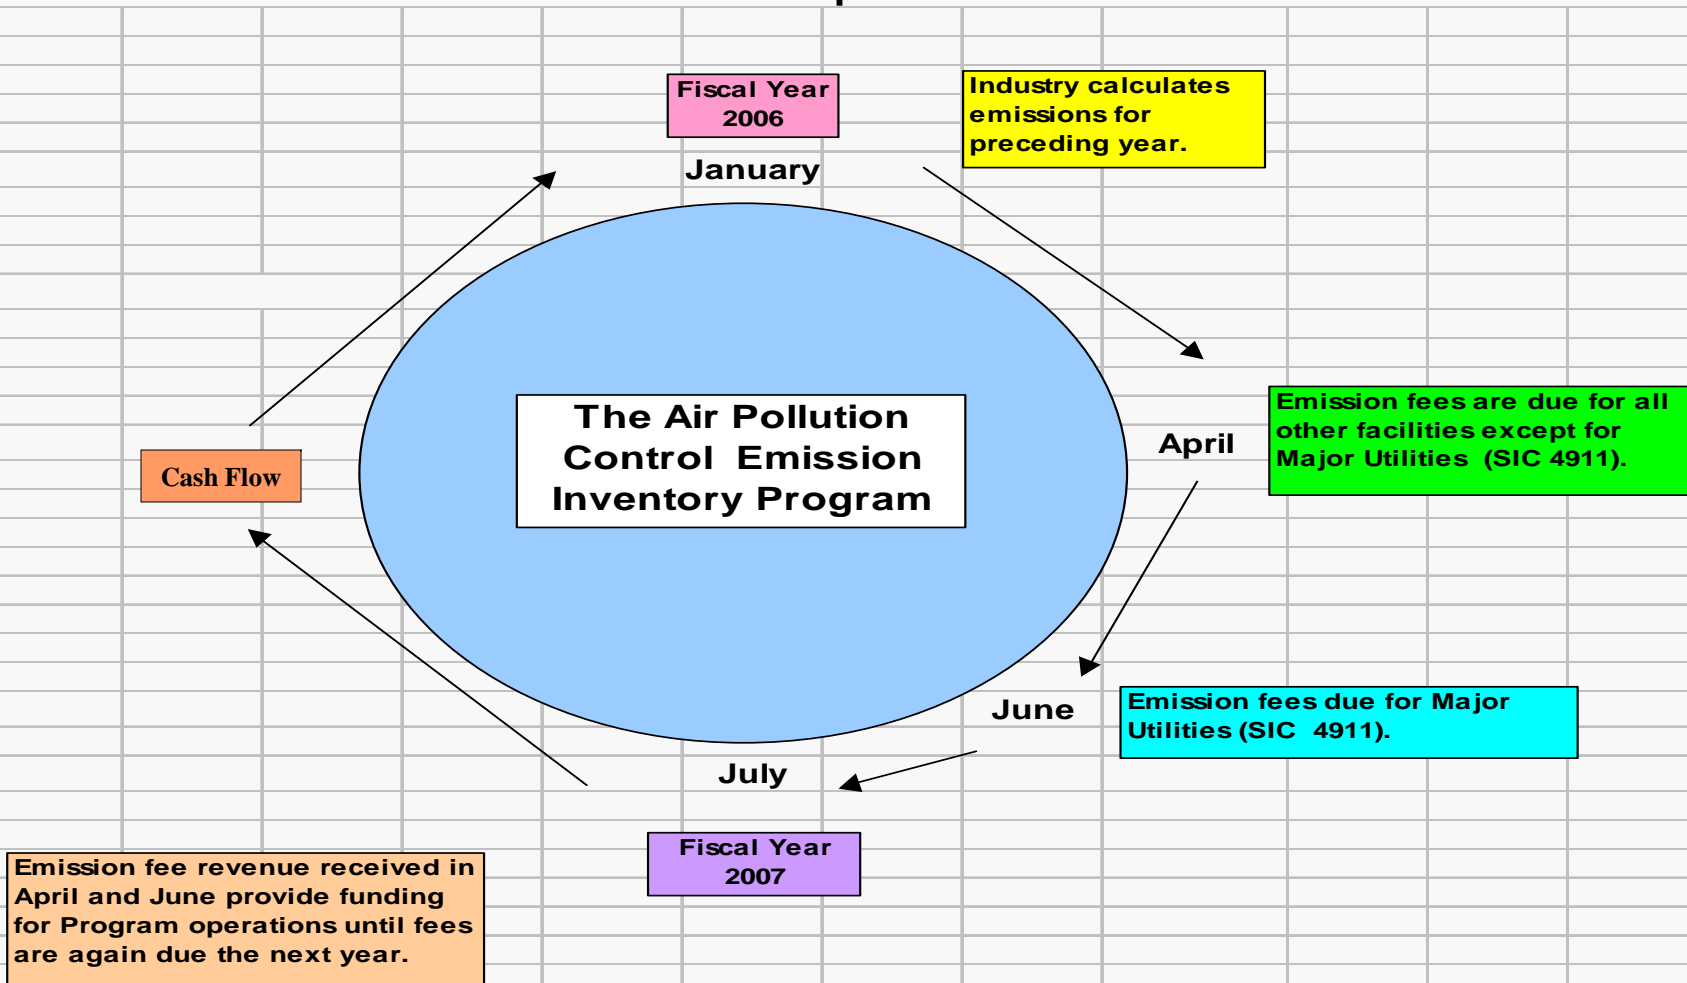 Fiscal Year
2006
Industry calculates
emissions for
preceding year.
January
The Air Pollution
Control Emission
Inventory Program
April
Emission fees are due for all
other facilities except for
Major Utilities (SIC 4911).
Cash Flow
June
Emission fees due for Major
Utilities (SIC 4911).
July
Fiscal Year
2007
Emission fee revenue received in
April and June provide funding
for Program operations until fees
are again due the next year.